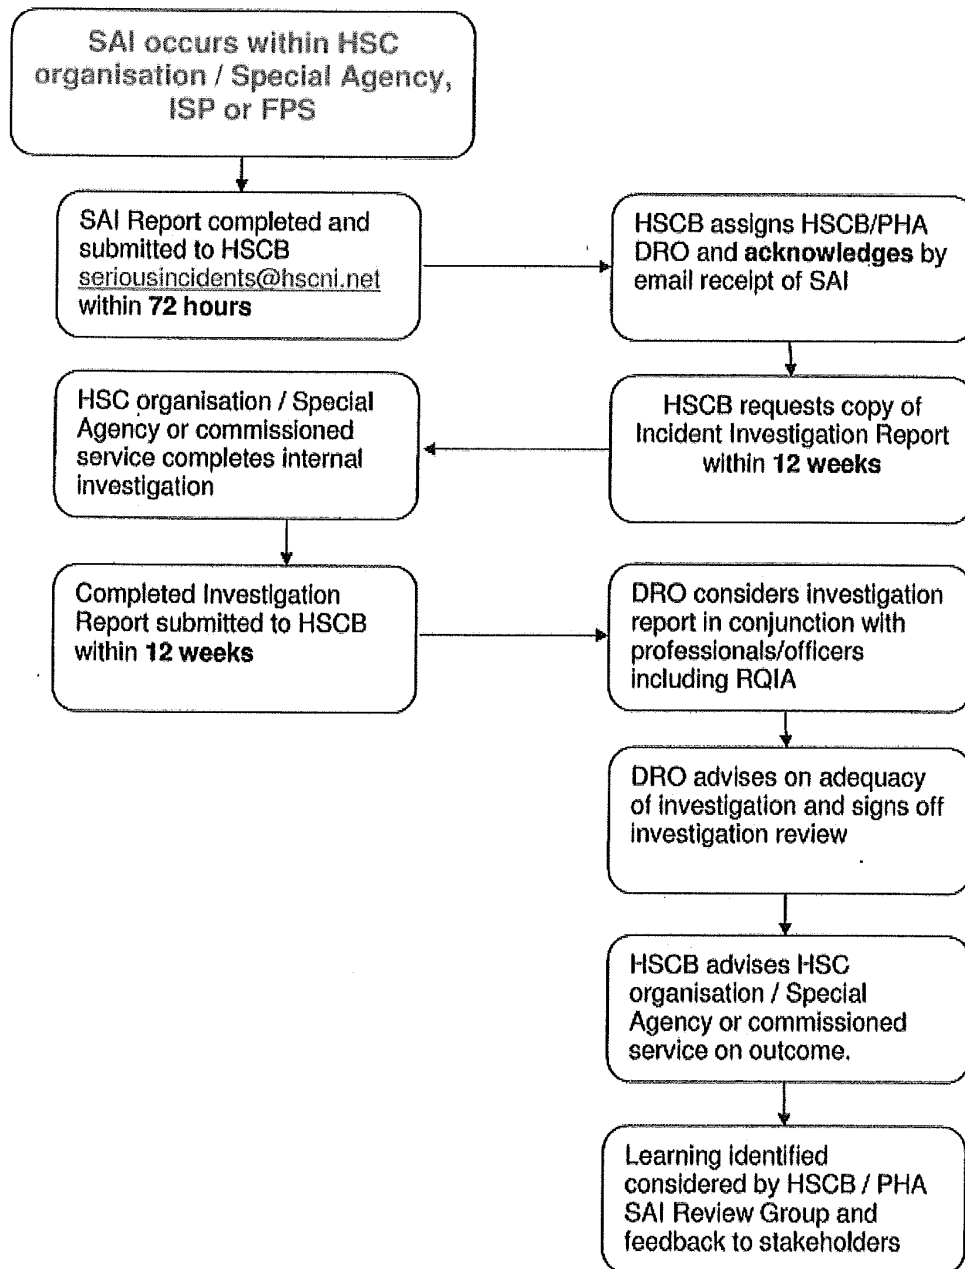 SAI occurs within HSC
organisation / Special Agency,
ISP or FPS
SAI Report completed and
submitted to HSCB
seriousincidents@hscni.net
within 72 hours
HSCB assigns HSCB/PHA
DRO and acknowledges by
email receipt of SAI
HSCB requests copy of
Incident Investigation Report
within 12 weeks
HSC organisation / Special
Agency or commissioned
service completes internal
investigation
Completed Investigation
Report submitted to HSCB
within 12 weeks
DRO considers investigation
report in conjunction with
professionals/officers
including RQIA
DRO advises on adequacy
of investigation and signs off
investigation review
HSCB advises HSC
organisation / Special
Agency or commissioned
service on outcome.
Learning identified
considered by HSCB / PHA
SAI Review Group and
feedback to stakeholders